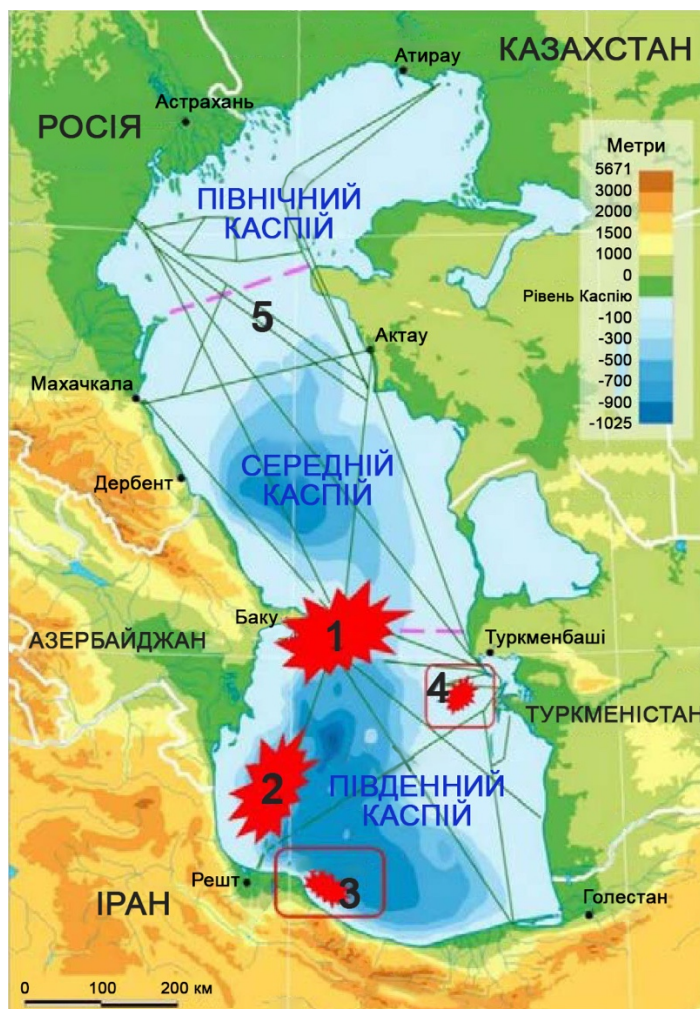 КАЗАХСТАН
Атирау
Астрахань
РОСІЯ
Метри
5671
3000
2000
1500
1000
0
Рівень Каспію
-100
-300
-500
-700
-900
-1025
ПІВНІЧНИЙ
КАСПІЙ
5
Актау
Махачкала
СЕРЕДНІЙ
КАСПІЙ
Дербент
Баку
1
АЗЕРБАЙДЖАН
Туркменбаші
4
ТУРКМЕНІСТАН
2
ПІВДЕННИЙ
КАСПІЙ
Решт
3
ІРАН
Голестан
0 100 200 км